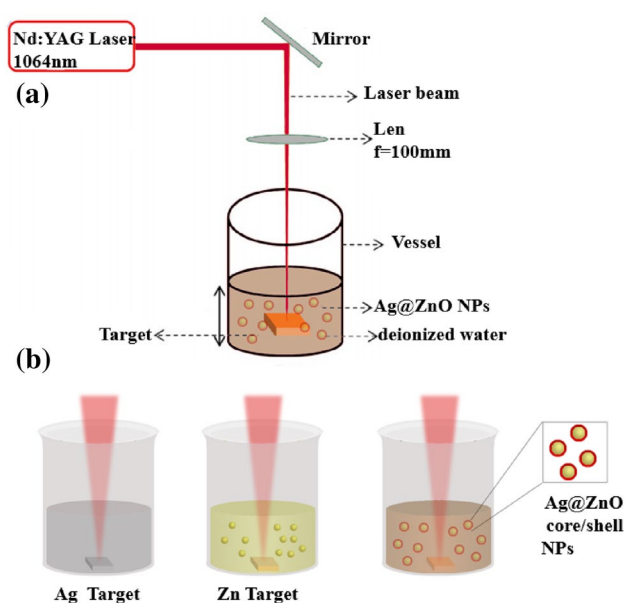 Nd:YAG Laser
1064nm
Mirror
(a)
Laser beam
Len
f=100mm
Vessel
Ag@ZnO NPs
Target
deionized water
(b)
Ag@ZnO
core/shell
NPs
Ag Target
Zn Target